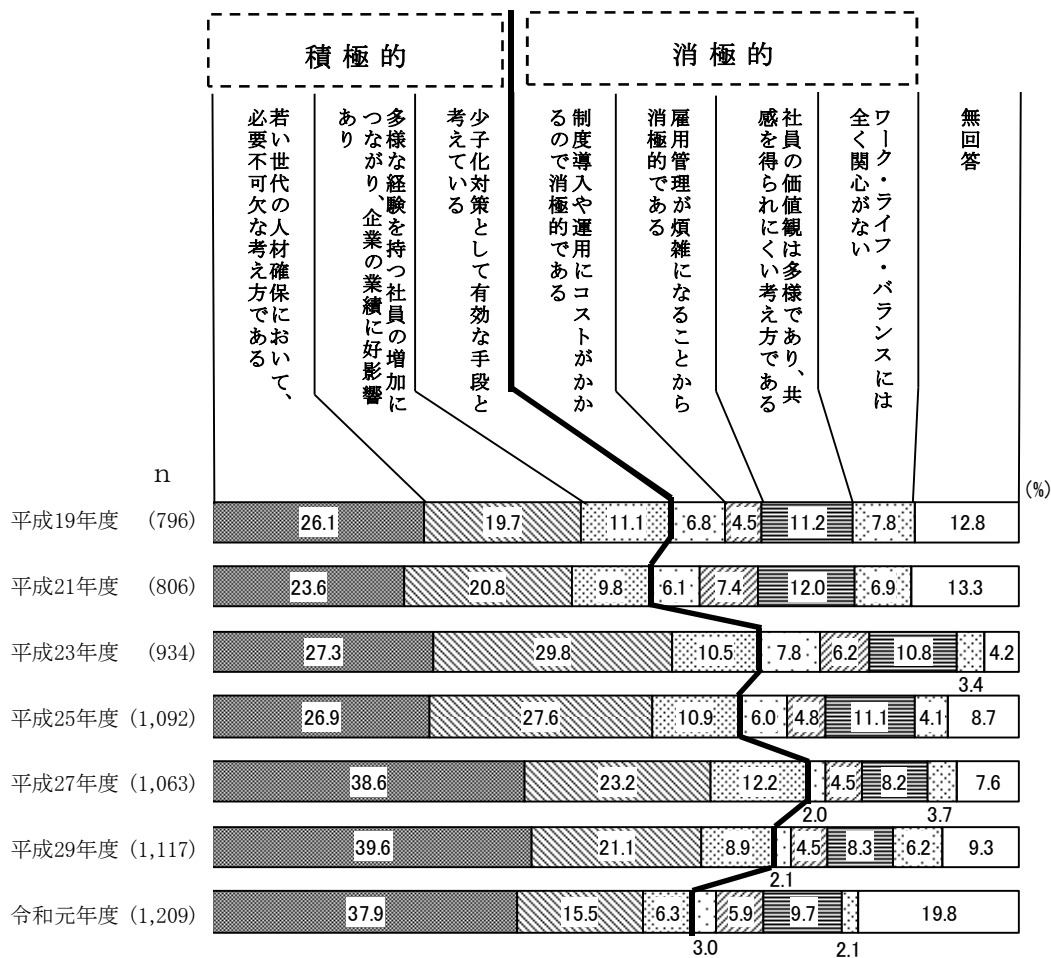 積極的
消極的
若い世代の人材確保において、
必要不可欠な考え方である
多様な経験を持つ社員の増加に
つながり、企業の業績に好影響
あり
少子化対策として有効な手段と
考えている
制度導入や運用にコストがかか
るので消極的である
雇用管理が煩雑になることから
消極的である
社員の価値観は多様であり、共
感を得られにくい考え方である
ワーク・ライフ・バランスには
全く関心がない
無回答
n
(%)
平成19年度 (796) 26.1 19.7 11.1 6.8 4.5 11.2 7.8 12.8
平成21年度 (806) 23.6 20.8 9.8 6.1 7.4 12.0 6.9 13.3
平成23年度 (934) 27.3 29.8 10.5 7.8 6.2 10.8 4.2
3.4
平成25年度 (1,092) 26.9 27.6 10.9 6.0 4.8 11.1 4.1 8.7
平成27年度 (1,063) 38.6 23.2 12.2 4.5 8.2 7.6
2.0 3.7
平成29年度 (1,117) 39.6 21.1 8.9 4.5 8.3 6.2 9.3
2.1
令和元年度 (1,209) 37.9 15.5 6.3 5.9 9.7 19.8
3.0 2.1